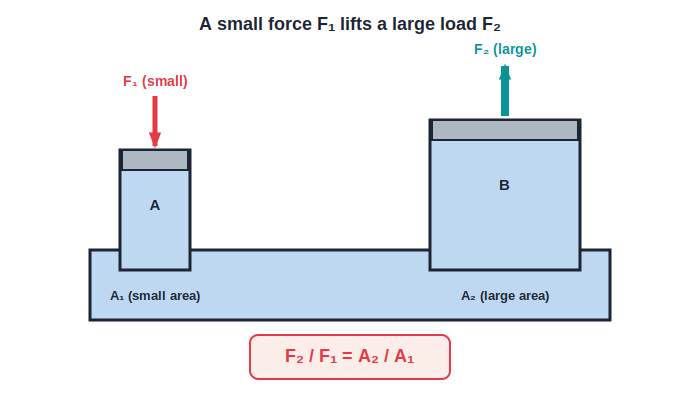 A small force F₁ lifts a large load F₂
F₂ (large)
F₁ (small)
A
B
A₁ (small area)
A₂ (large area)
F₂ / F₁ = A₂ / A₁